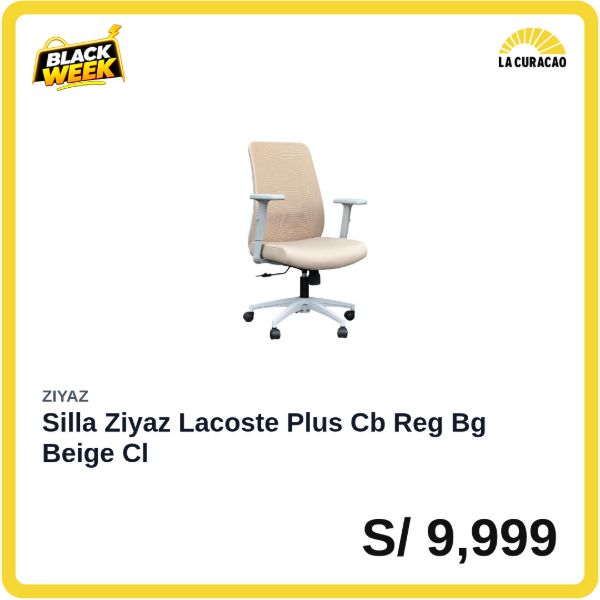 BLACK
WEEK
LA CURACAO
ZIYAZ
Silla Ziyaz Lacoste Plus Cb Reg Bg
Beige Cl
S/ 9,999